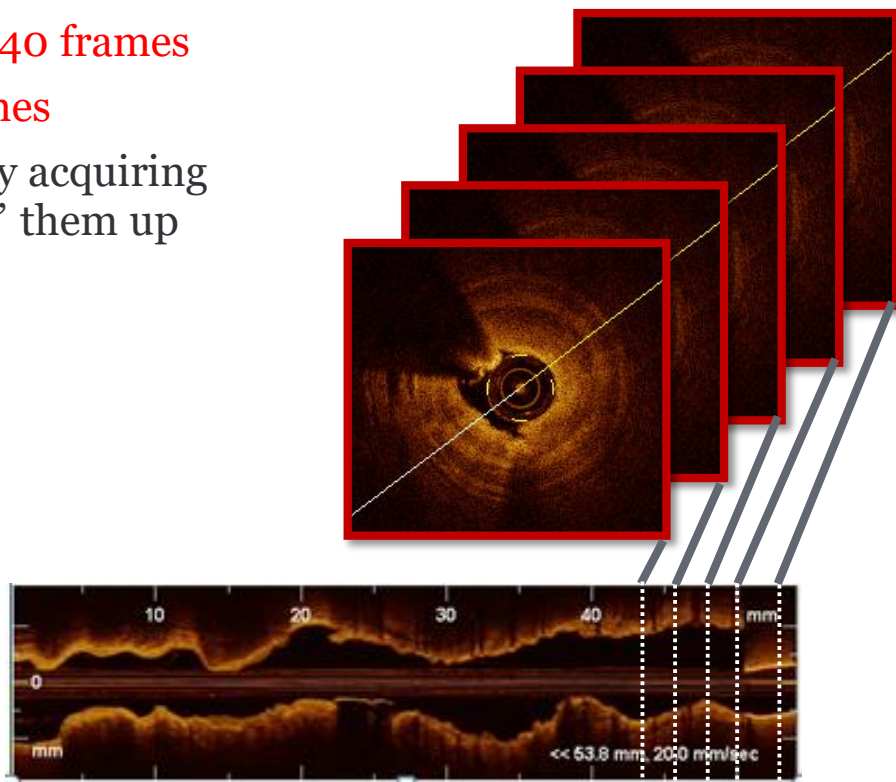 40 frames
nes
y acquiring
” them up
10 20 30 40 mm
0
mm
<< 53.8 mm, 20.0 mm/sec